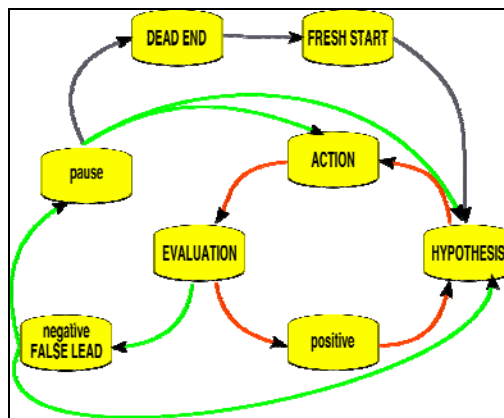 DEAD END
FRESH START
ACTION
pause
EVALUATION
HYPOTHESIS
negative
FALSE LEAD
positive